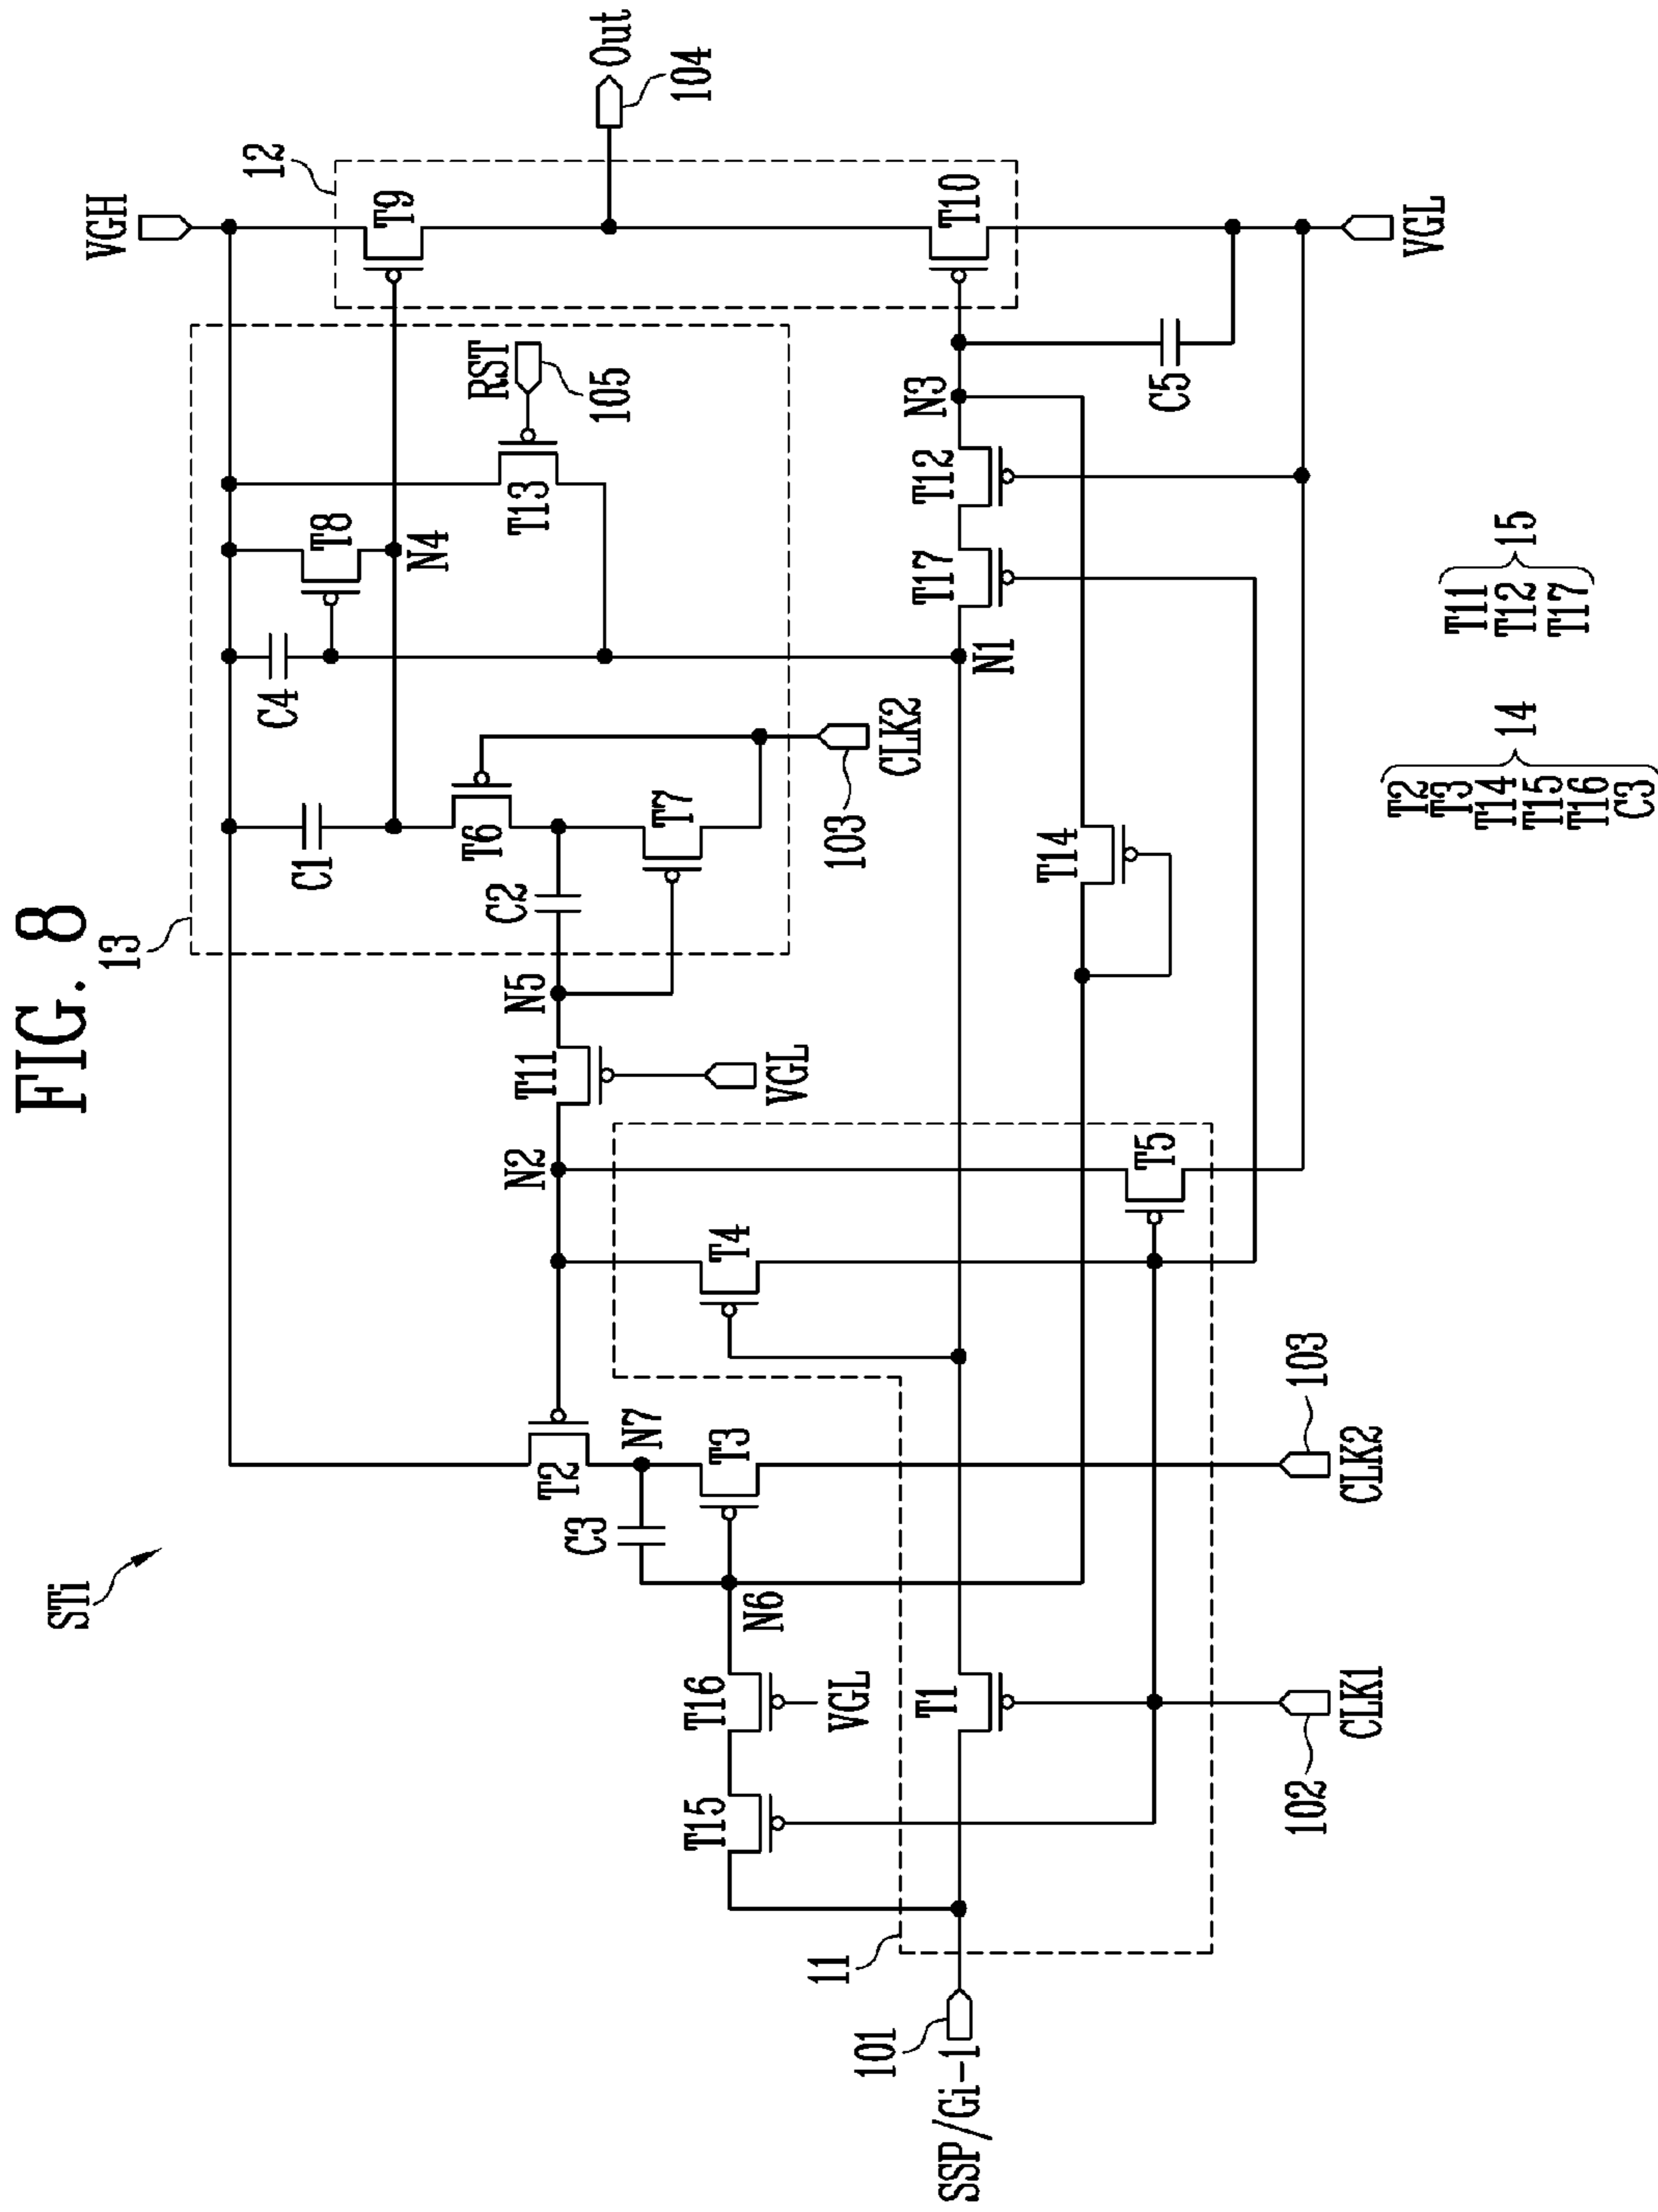 FIG. 8
STi
VGH
12
13
T9
Out
104
C1
C4
T8
N4
RST
105
T13
T6
C2
T7
103
CLK2
N5
T11
VGL
N2
T2
N7
C3
T3
T4
N6
T15
T16
VGL
11
101
SSP/Gi-1
T1
N1
T17
T12
N3
T10
T14
T5
C5
102
CLK1
103
CLK2
VGL
T2
T3
T14
T15
T16
C3
14
T11
T12
T17
15